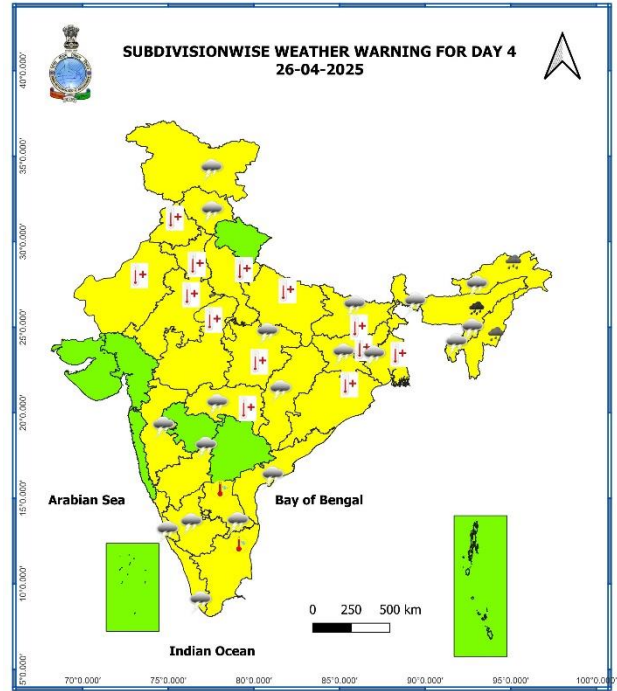 SUBDIVISIONWISE WEATHER WARNING FOR DAY 4
26-04-2025
40°0.000'
35°0.000'
30°0.000'
25°0.000'
20°0.000'
15°0.000'
10°0.000'
5°0.000'
Arabian Sea
Bay of Bengal
0 250 500 km
Indian Ocean
70°0.000' 75°0.000' 80°0.000' 85°0.000' 90°0.000' 95°0.000' 100°0.000'